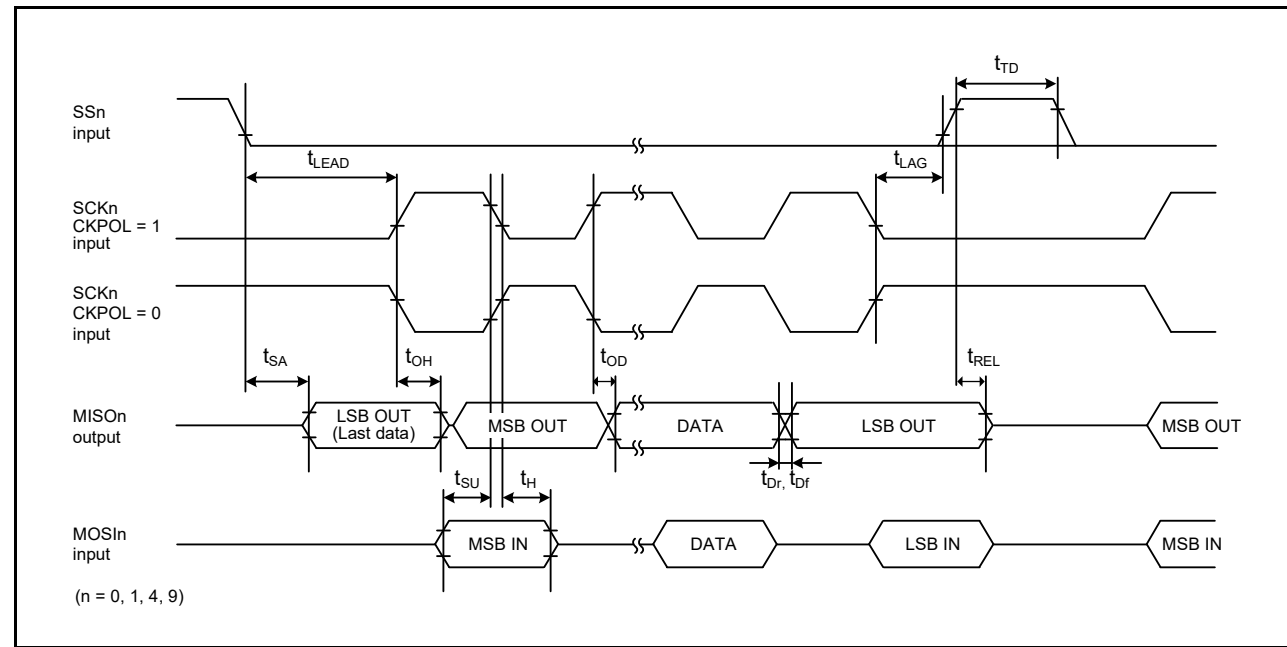 tTD
SSn
input
tLEAD
tLAG
SCKn
CKPOL = 1
input
SCKn
CKPOL = 0
input
tSA
tOH
tOD
tREL
MISOn
output
LSB OUT
(Last data)
MSB OUT
DATA
LSB OUT
MSB OUT
tSU
tH
tDr, tDf
MOSIn
input
MSB IN
DATA
LSB IN
MSB IN
(n = 0, 1, 4, 9)